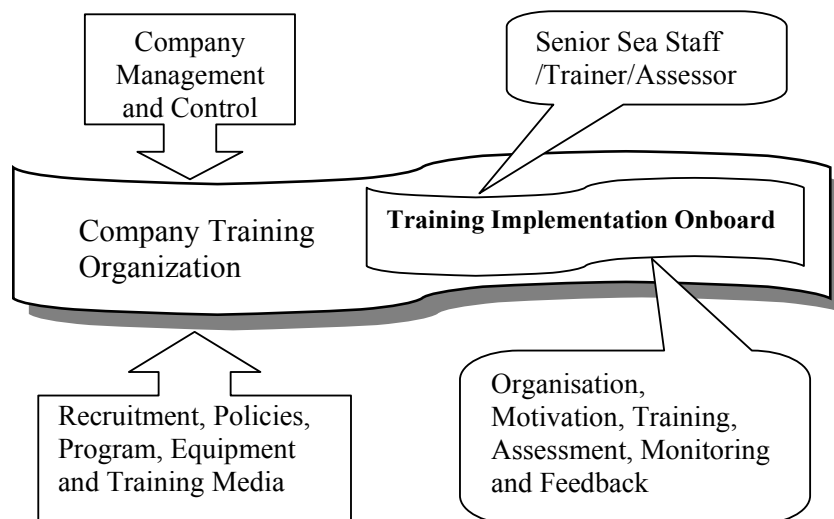 Company
Management
and Control
Senior Sea Staff
/Trainer/Assessor
Company Training
Organization
Training Implementation Onboard
Recruitment, Policies,
Program, Equipment
and Training Media
Organisation,
Motivation, Training,
Assessment, Monitoring
and Feedback